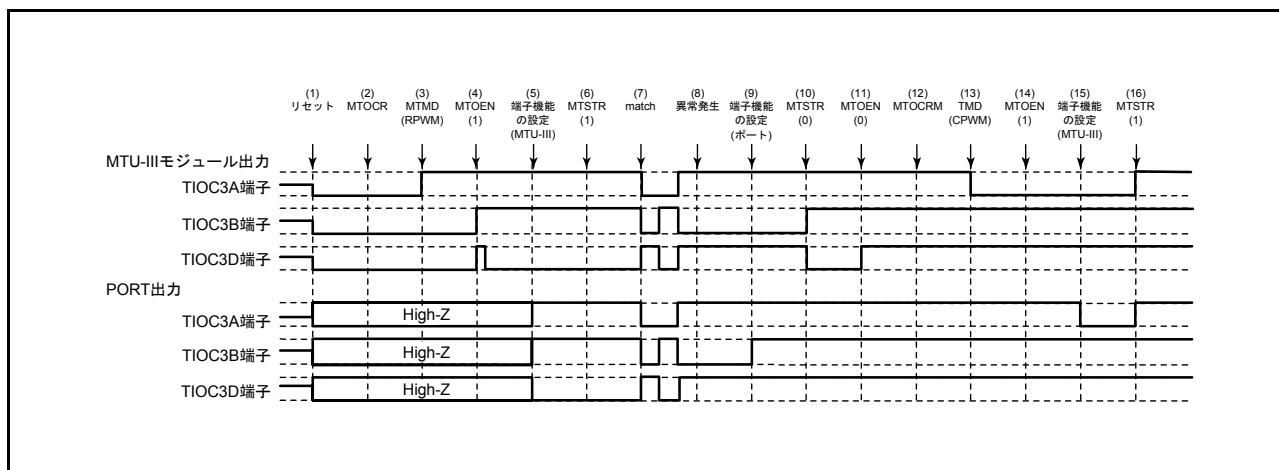 (1)
リセット
(2)
MTOCR
(3)
MTMD
(RPWM)
(4)
MTOEN
(1)
(5)
端子機能
の設定
(MTU-III)
(6)
MTSTR
(1)
(7)
match
(8)
異常発生
(9)
端子機能
の設定
(ポート)
(10)
MTSTR
(0)
(11)
MTOEN
(0)
(12)
MTOCRM
(13)
TMD
(CPWM)
(14)
MTOEN
(1)
(15)
端子機能
の設定
(MTU-III)
(16)
MTSTR
(1)
MTU-IIIモジュール出力
TIOC3A端子
TIOC3B端子
TIOC3D端子
PORT出力
TIOC3A端子
High-Z
TIOC3B端子
High-Z
TIOC3D端子
High-Z